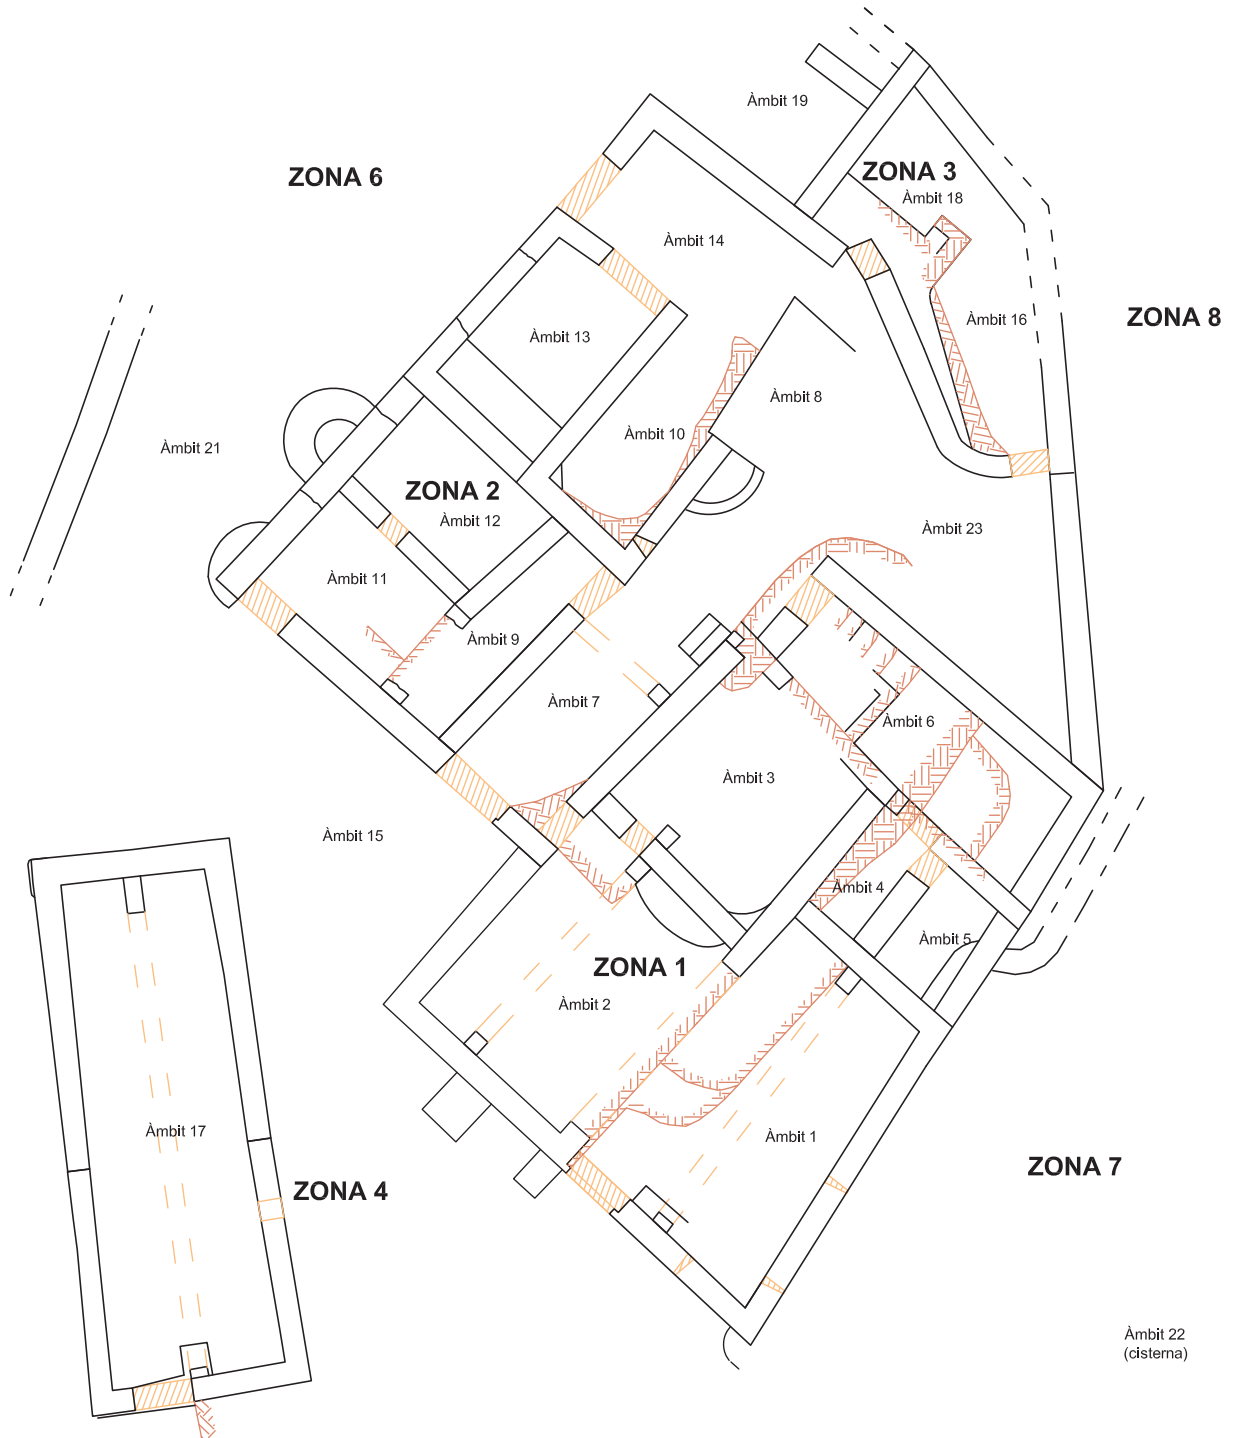 Àmbit 19
ZONA 3
ZONA 6
Àmbit 18
Àmbit 14
ZONA 8
Àmbit 16
Àmbit 13
Àmbit 8
Àmbit 10
Àmbit 21
ZONA 2
Àmbit 12
Àmbit 23
Àmbit 11
Àmbit 9
Àmbit 7
Àmbit 6
Àmbit 3
Àmbit 15
Àmbit 4
Àmbit 5
ZONA 1
Àmbit 2
Àmbit 17
Àmbit 1
ZONA 7
ZONA 4
Àmbit 22
(cisterna)